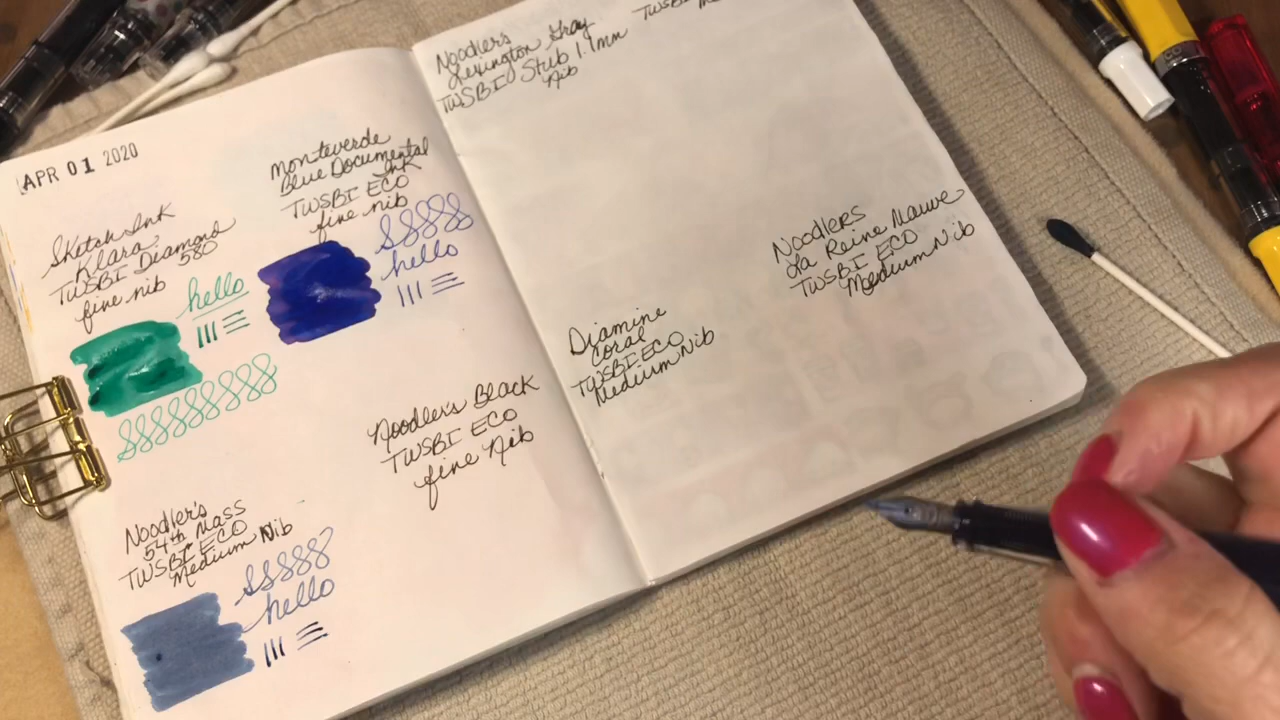 APR 01 2020
Sketch Ink
Klara
TWSBI Diamond
580
fine nib
hello
Monteverde
Blue Documental
Ink
TWSBI ECO
fine nib
hello
Noodler's Black
TWSBI ECO
fine Nib
Noodler's
54th Mass
TWSBI ECO
Medium Nib
hello
Noodlers
Lexington Gray
TWSBI Stub 1.1mm
Nib
TWSBI
Diamine
Coral
TWSBI ECO
Medium Nib
Noodlers
La Reine Mauve
TWSBI ECO
Medium Nib